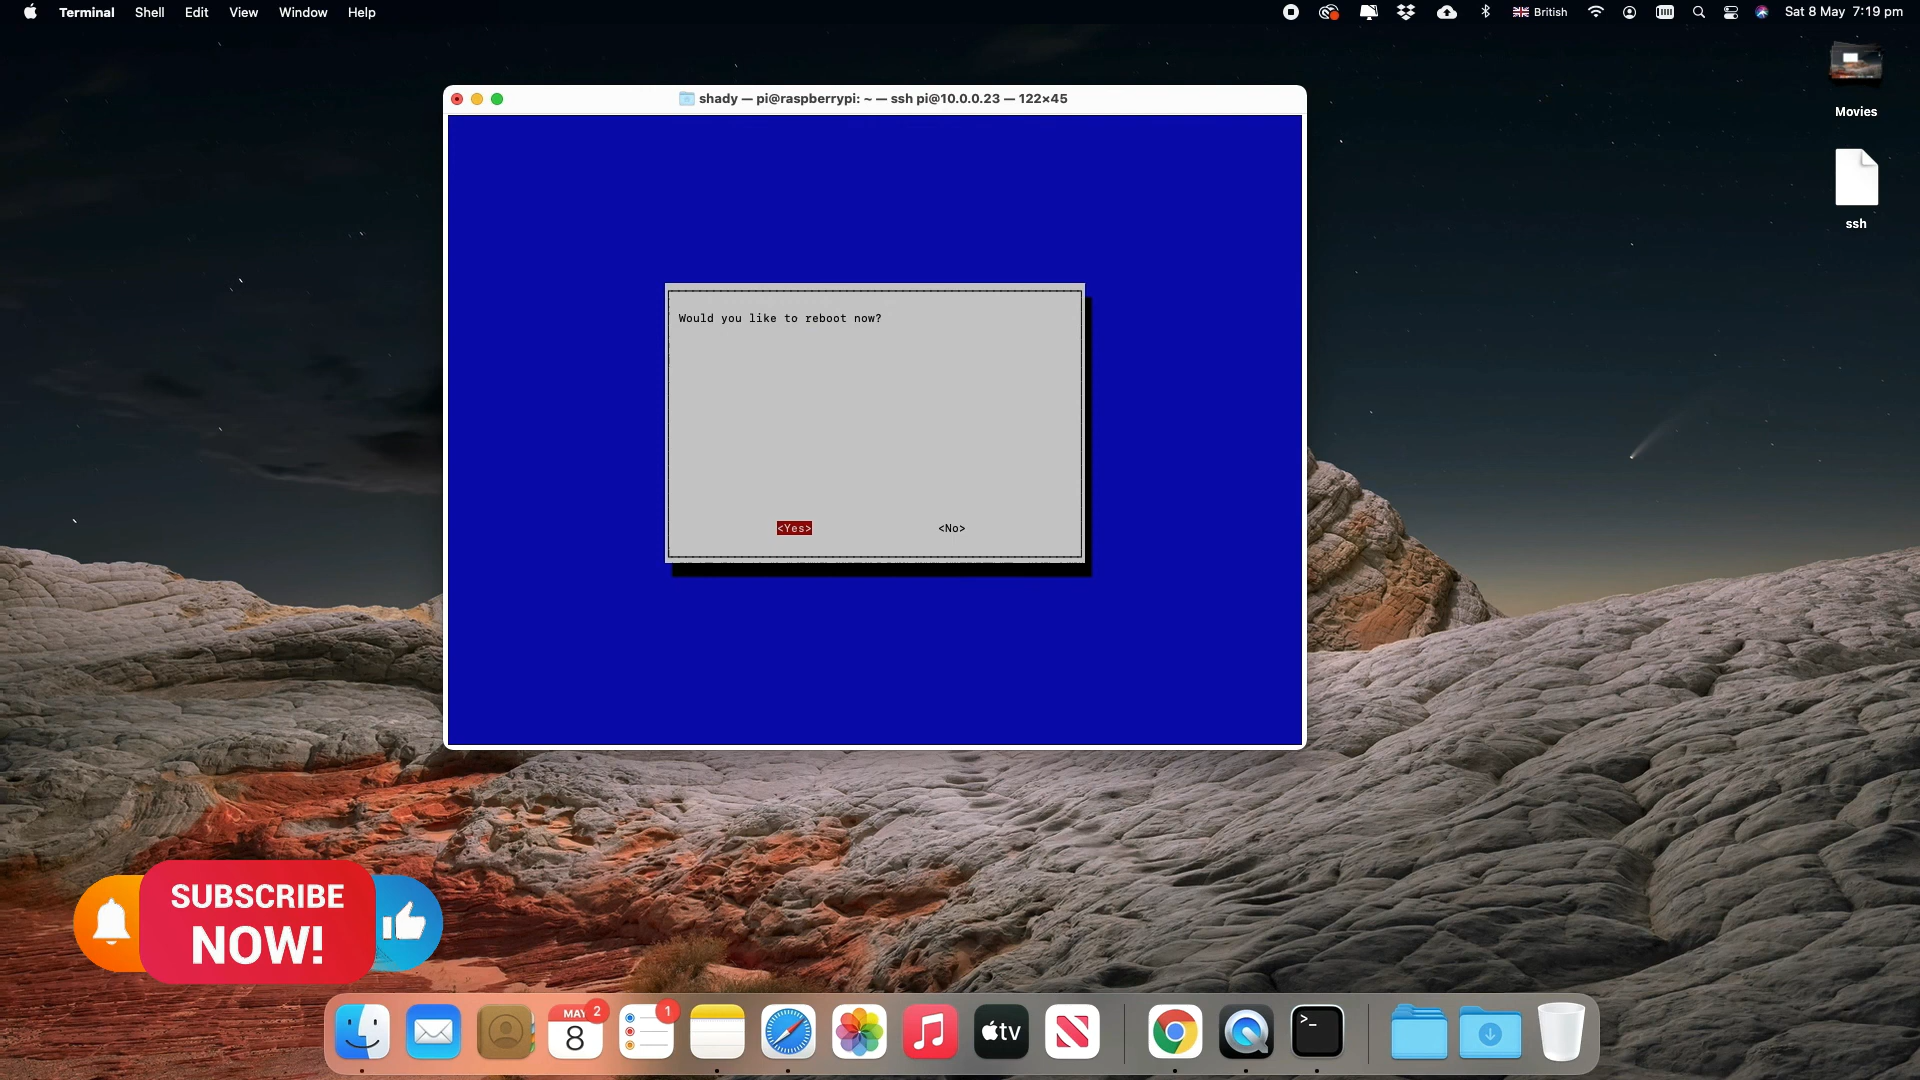 Terminal Shell Edit View Window Help
British
Sat 8 May 7:19 pm
shady — pi@raspberrypi: ~ — ssh pi@10.0.0.23 — 122×45
Movies
ssh
Would you like to reboot now?
<Yes> <No>
SUBSCRIBE
NOW!
MAY
8
2
1
tv
>_